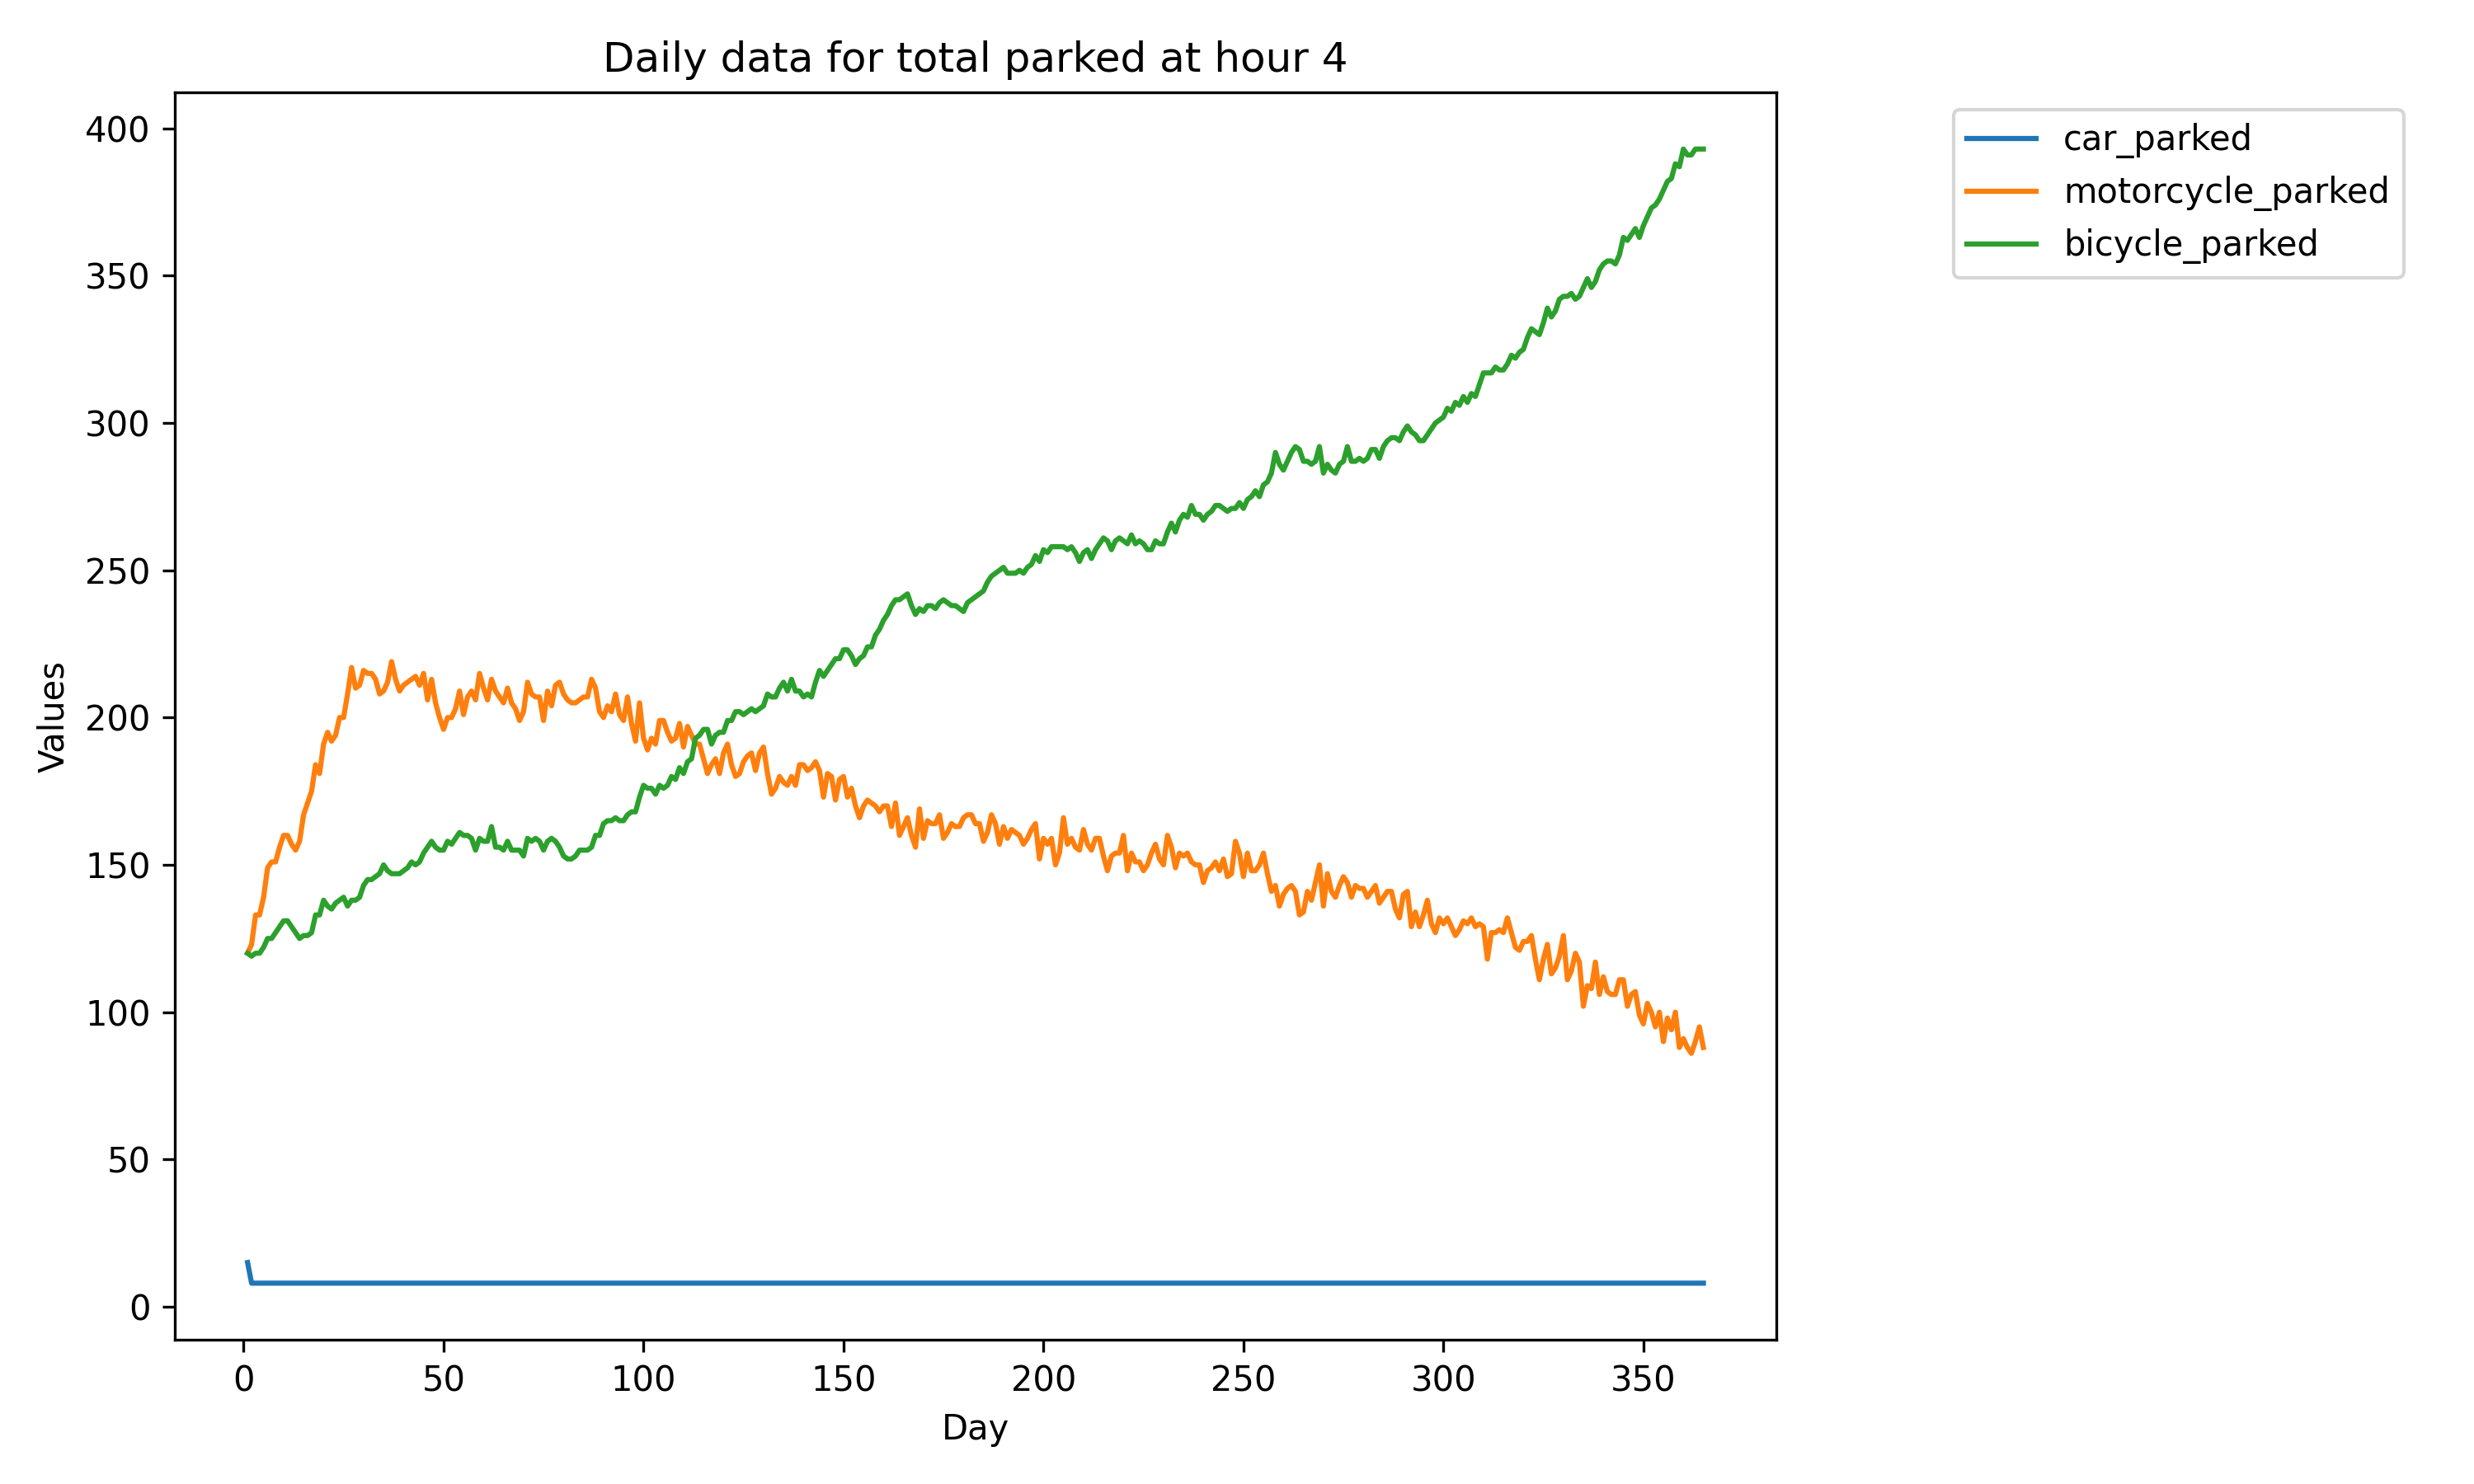 Daily data for total parked at hour 4
car_parked
motorcycle_parked
bicycle_parked
400
350
300
250
200
150
100
50
0
Values
0 50 100 150 200 250 300 350
Day